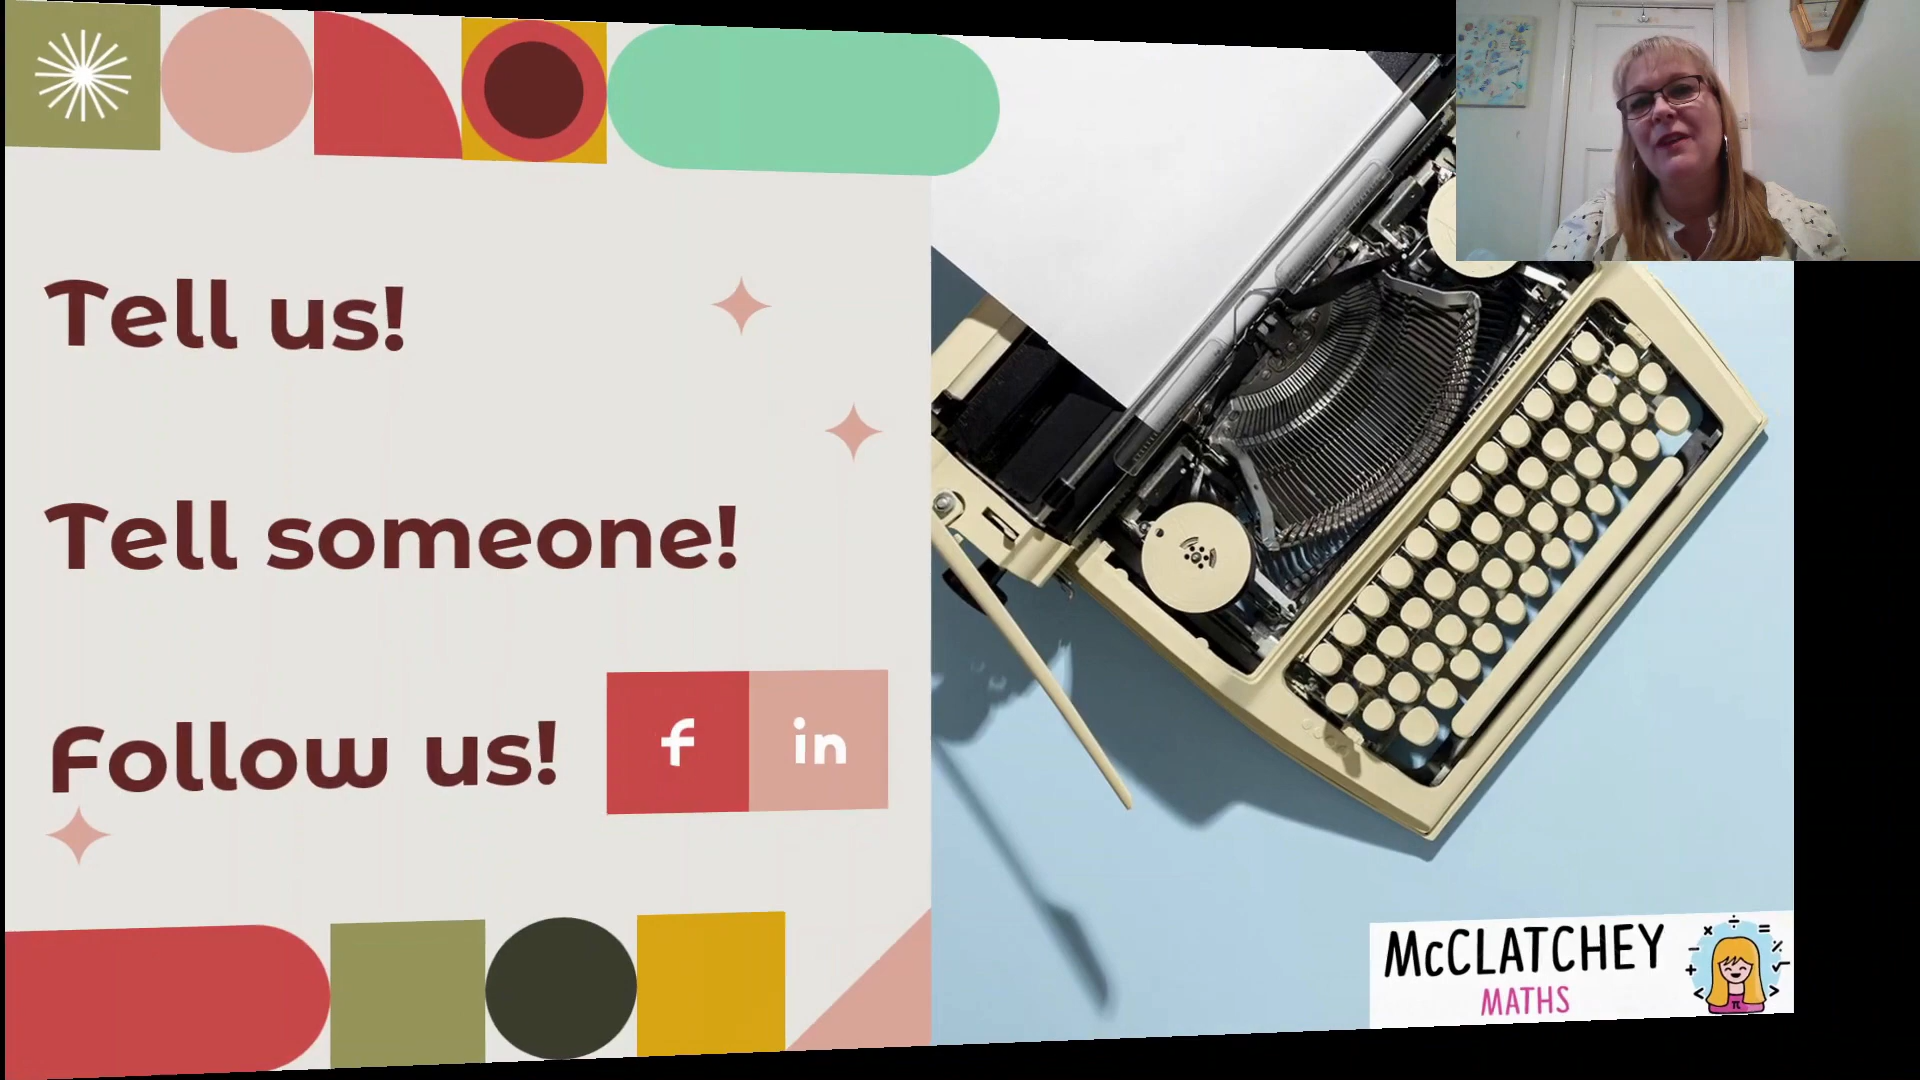 Tell us!
Tell someone!
Follow us!
f in
McCLATCHEY
MATHS